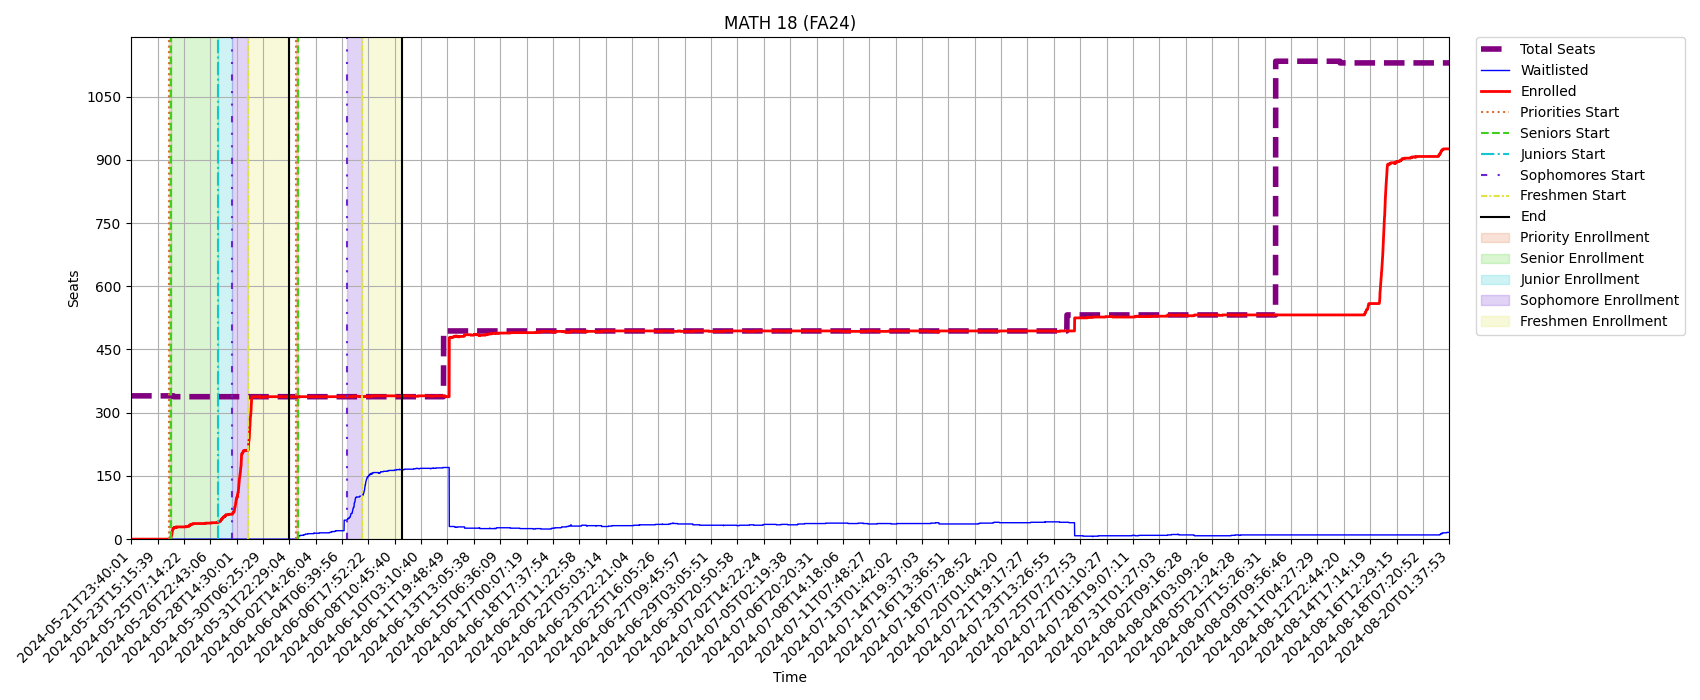 MATH 18 (FA24)
Seats
1050
900
750
600
450
300
150
0
2024-05-21T23:40:01
2024-05-23T15:15:39
2024-05-25T07:14:22
2024-05-26T22:43:06
2024-05-28T14:30:01
2024-05-30T06:25:29
2024-05-31T22:29:04
2024-06-02T14:26:04
2024-06-04T06:39:56
2024-06-06T17:52:22
2024-06-08T10:45:40
2024-06-10T03:10:40
2024-06-11T19:48:49
2024-06-13T13:05:38
2024-06-15T06:36:09
2024-06-17T00:07:19
2024-06-18T17:37:54
2024-06-20T11:22:58
2024-06-22T05:03:14
2024-06-23T22:21:04
2024-06-25T16:05:26
2024-06-27T09:45:57
2024-06-29T03:05:51
2024-06-30T20:50:58
2024-07-02T14:22:24
2024-07-05T02:19:38
2024-07-06T20:20:31
2024-07-08T14:18:06
2024-07-11T07:48:27
2024-07-13T01:42:02
2024-07-14T19:37:03
2024-07-16T13:36:51
2024-07-18T07:28:52
2024-07-20T01:04:20
2024-07-21T19:17:27
2024-07-23T13:26:55
2024-07-25T07:27:53
2024-07-27T01:10:27
2024-07-28T19:07:11
2024-07-31T01:27:03
2024-08-02T09:16:28
2024-08-04T03:09:26
2024-08-05T21:24:28
2024-08-07T15:26:31
2024-08-09T09:56:46
2024-08-11T04:27:29
2024-08-12T22:44:20
2024-08-14T17:14:19
2024-08-16T12:29:15
2024-08-18T07:20:52
2024-08-20T01:37:53
Time
Total Seats
Waitlisted
Enrolled
Priorities Start
Seniors Start
Juniors Start
Sophomores Start
Freshmen Start
End
Priority Enrollment
Senior Enrollment
Junior Enrollment
Sophomore Enrollment
Freshmen Enrollment